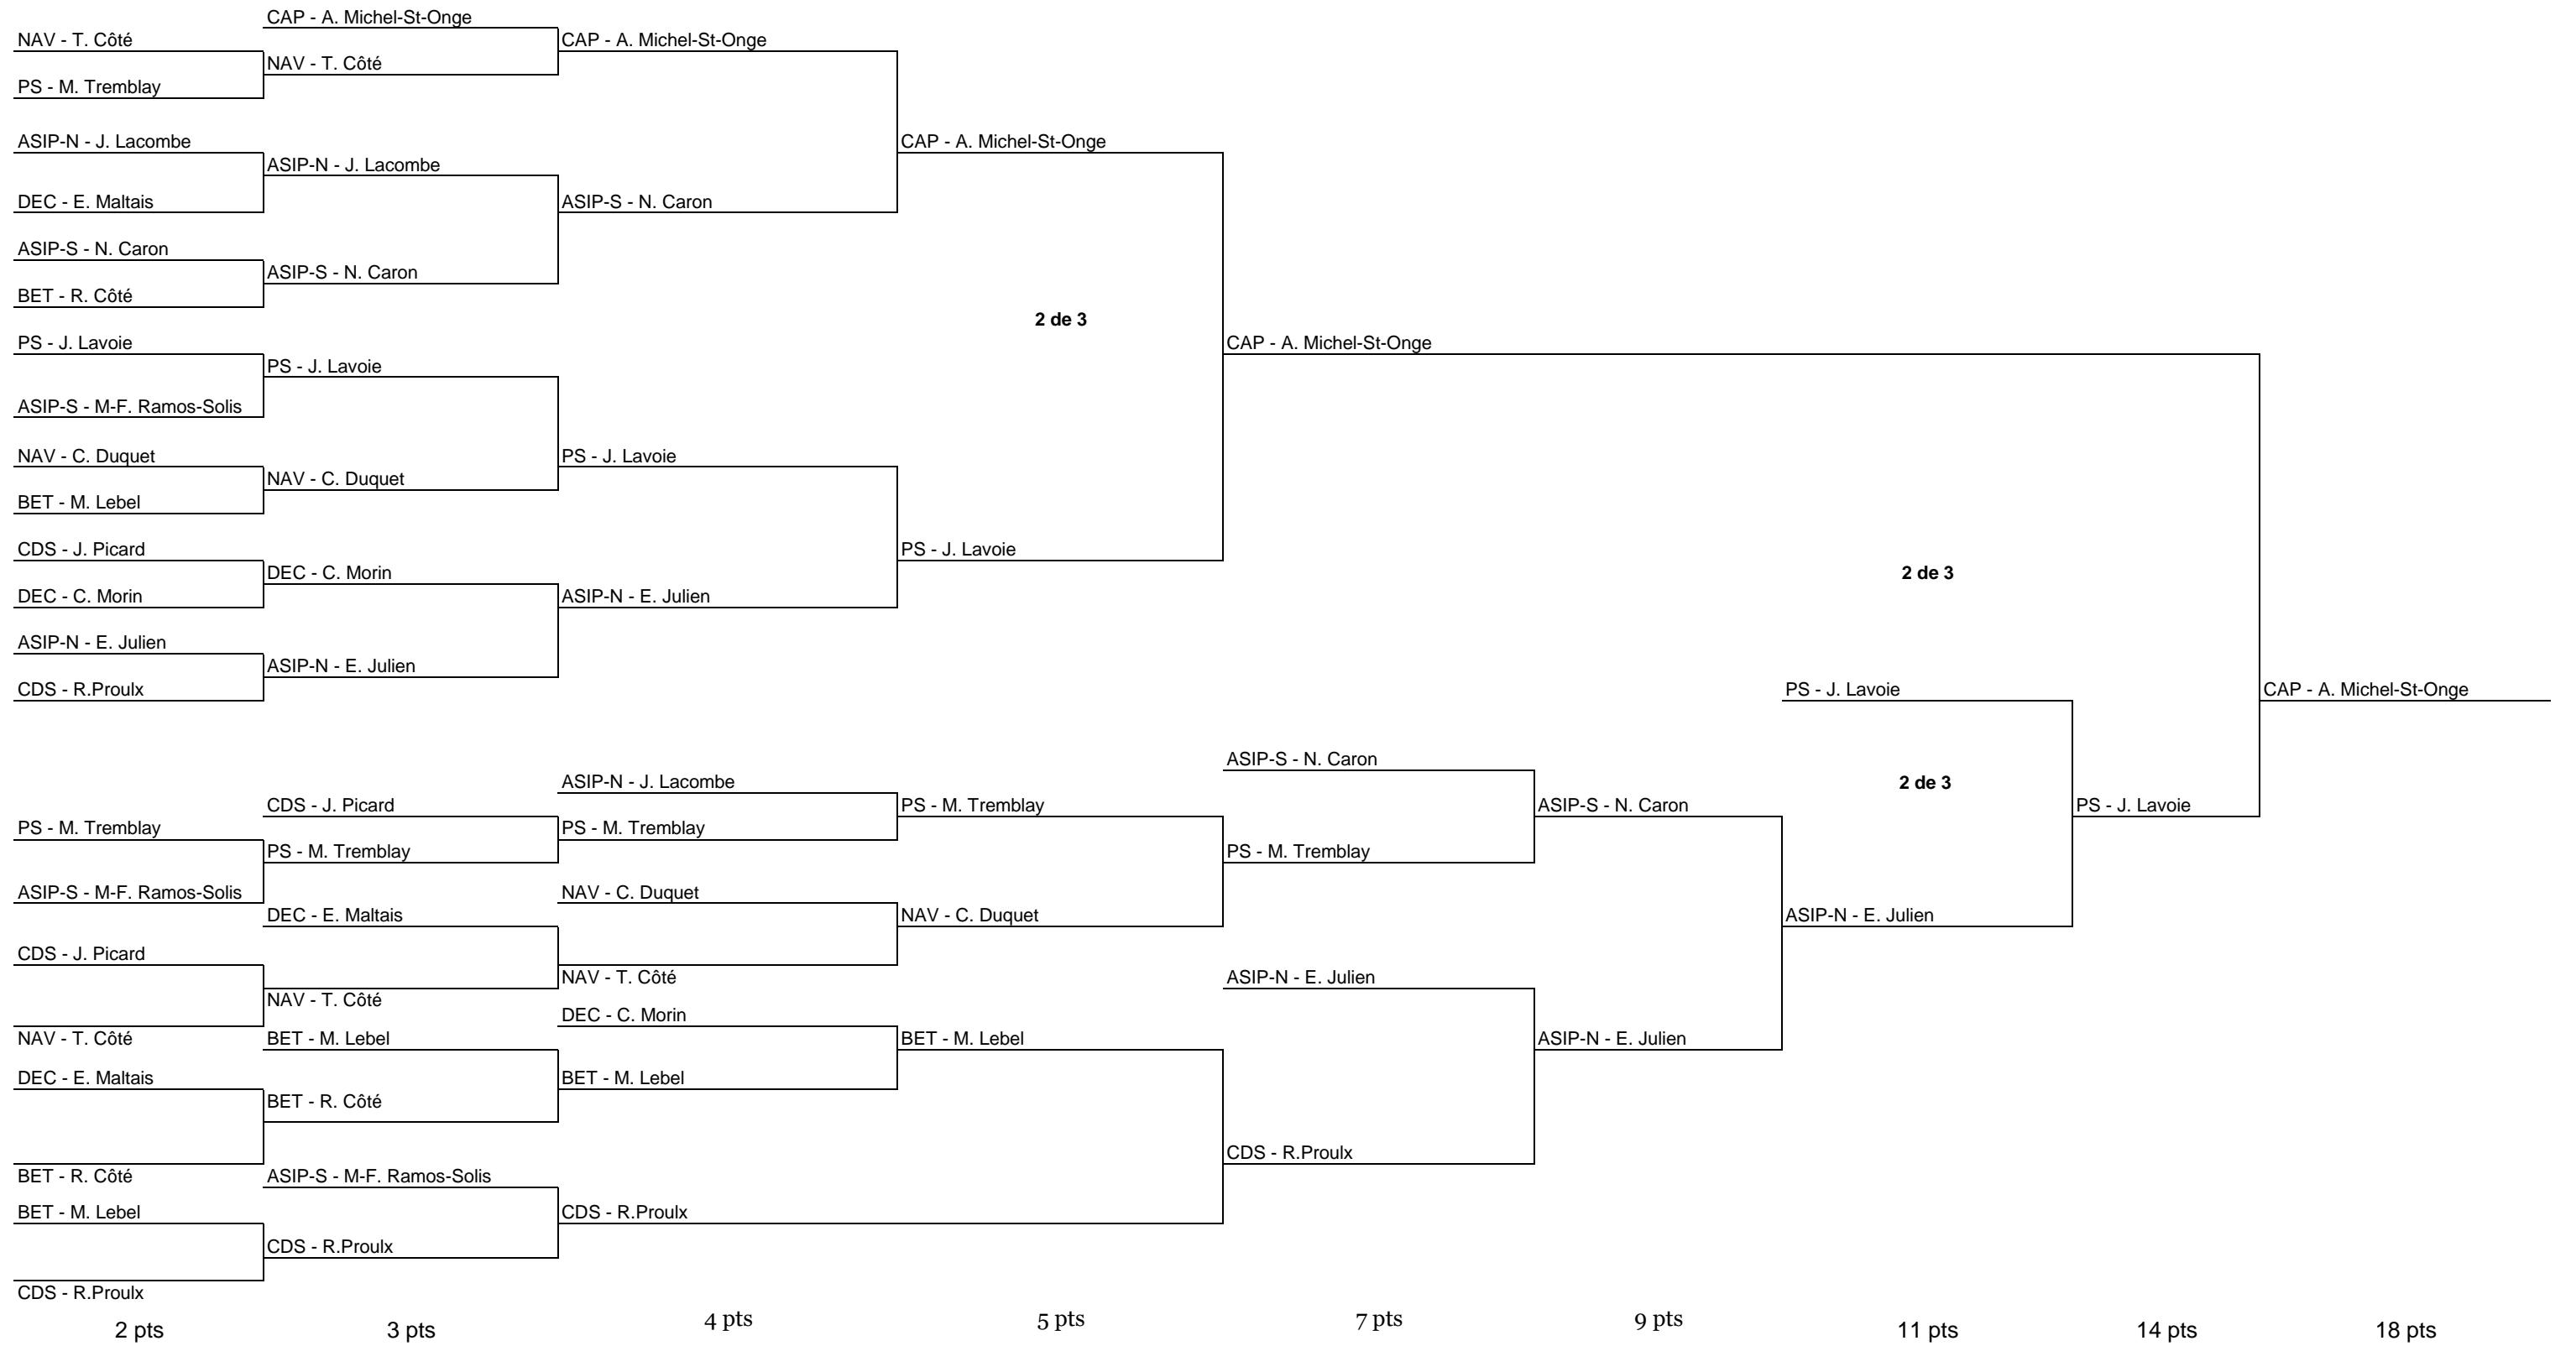 CAP - A. Michel-St-Onge
NAV - T. Côté
CAP - A. Michel-St-Onge
NAV - T. Côté
PS - M. Tremblay
ASIP-N - J. Lacombe
CAP - A. Michel-St-Onge
ASIP-N - J. Lacombe
DEC - E. Maltais
ASIP-S - N. Caron
ASIP-S - N. Caron
ASIP-S - N. Caron
BET - R. Côté
2 de 3
PS - J. Lavoie
CAP - A. Michel-St-Onge
PS - J. Lavoie
ASIP-S - M-F. Ramos-Solis
NAV - C. Duquet
PS - J. Lavoie
NAV - C. Duquet
BET - M. Lebel
CDS - J. Picard
PS - J. Lavoie
DEC - C. Morin
2 de 3
DEC - C. Morin
ASIP-N - E. Julien
ASIP-N - E. Julien
ASIP-N - E. Julien
CDS - R.Proulx
PS - J. Lavoie
CAP - A. Michel-St-Onge
ASIP-S - N. Caron
ASIP-N - J. Lacombe
2 de 3
CDS - J. Picard
PS - M. Tremblay
ASIP-S - N. Caron
PS - J. Lavoie
PS - M. Tremblay
PS - M. Tremblay
PS - M. Tremblay
PS - M. Tremblay
ASIP-S - M-F. Ramos-Solis
NAV - C. Duquet
DEC - E. Maltais
NAV - C. Duquet
ASIP-N - E. Julien
CDS - J. Picard
NAV - T. Côté
ASIP-N - E. Julien
NAV - T. Côté
DEC - C. Morin
NAV - T. Côté
BET - M. Lebel
BET - M. Lebel
ASIP-N - E. Julien
DEC - E. Maltais
BET - M. Lebel
BET - R. Côté
CDS - R.Proulx
BET - R. Côté
ASIP-S - M-F. Ramos-Solis
BET - M. Lebel
CDS - R.Proulx
CDS - R.Proulx
CDS - R.Proulx
2 pts
3 pts
4 pts
5 pts
7 pts
9 pts
11 pts
14 pts
18 pts